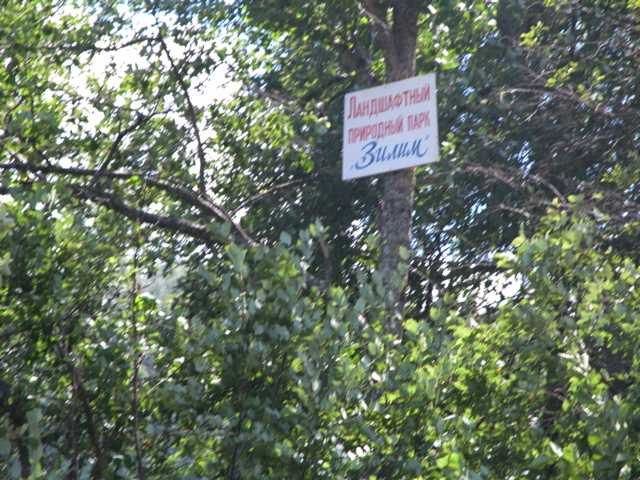 Ландшафтный
природный парк
"Зилим"